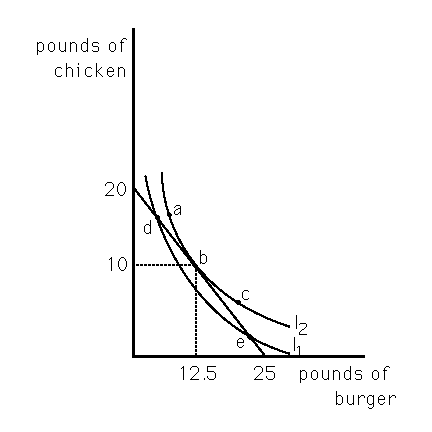 pounds of
chicken
20
a
d
b
10
c
I2
e
I1
12.5
25
pounds of
burger